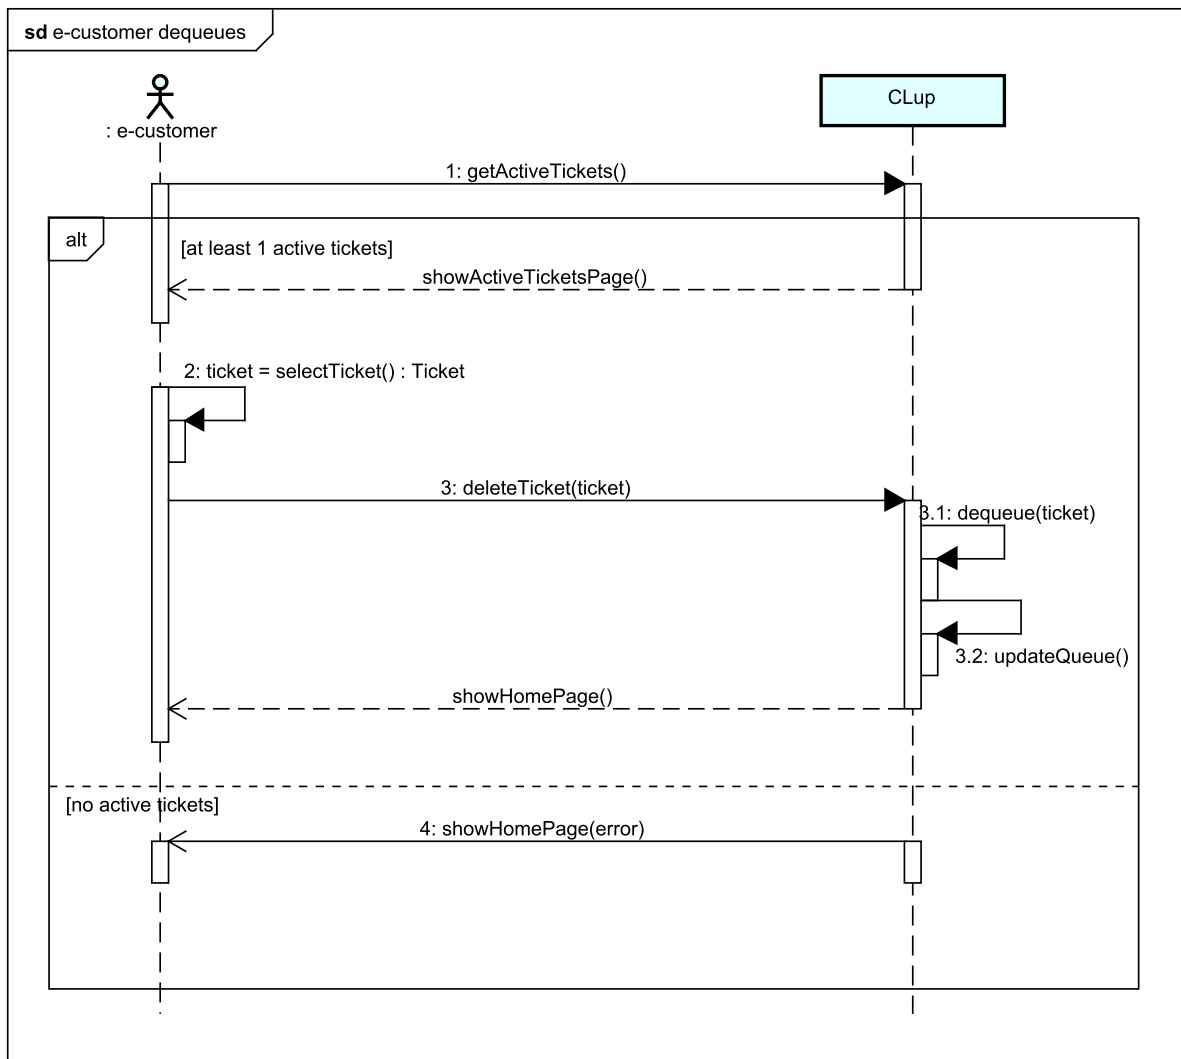 sd e-customer dequeues
: e-customer
CLup
1: getActiveTickets()
alt
[at least 1 active tickets]
showActiveTicketsPage()
2: ticket = selectTicket() : Ticket
3: deleteTicket(ticket)
3.1: dequeue(ticket)
3.2: updateQueue()
showHomePage()
[no active tickets]
4: showHomePage(error)